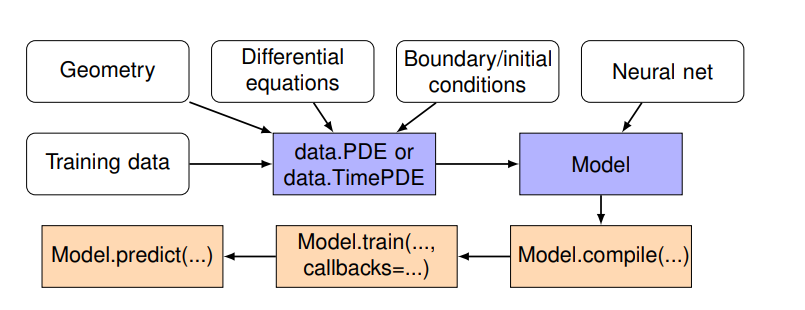 Geometry
Differential
equations
Boundary/initial
conditions
Neural net
Training data
data.PDE or
data.TimePDE
Model
Model.predict(...)
Model.train(...,
callbacks=...)
Model.compile(...)